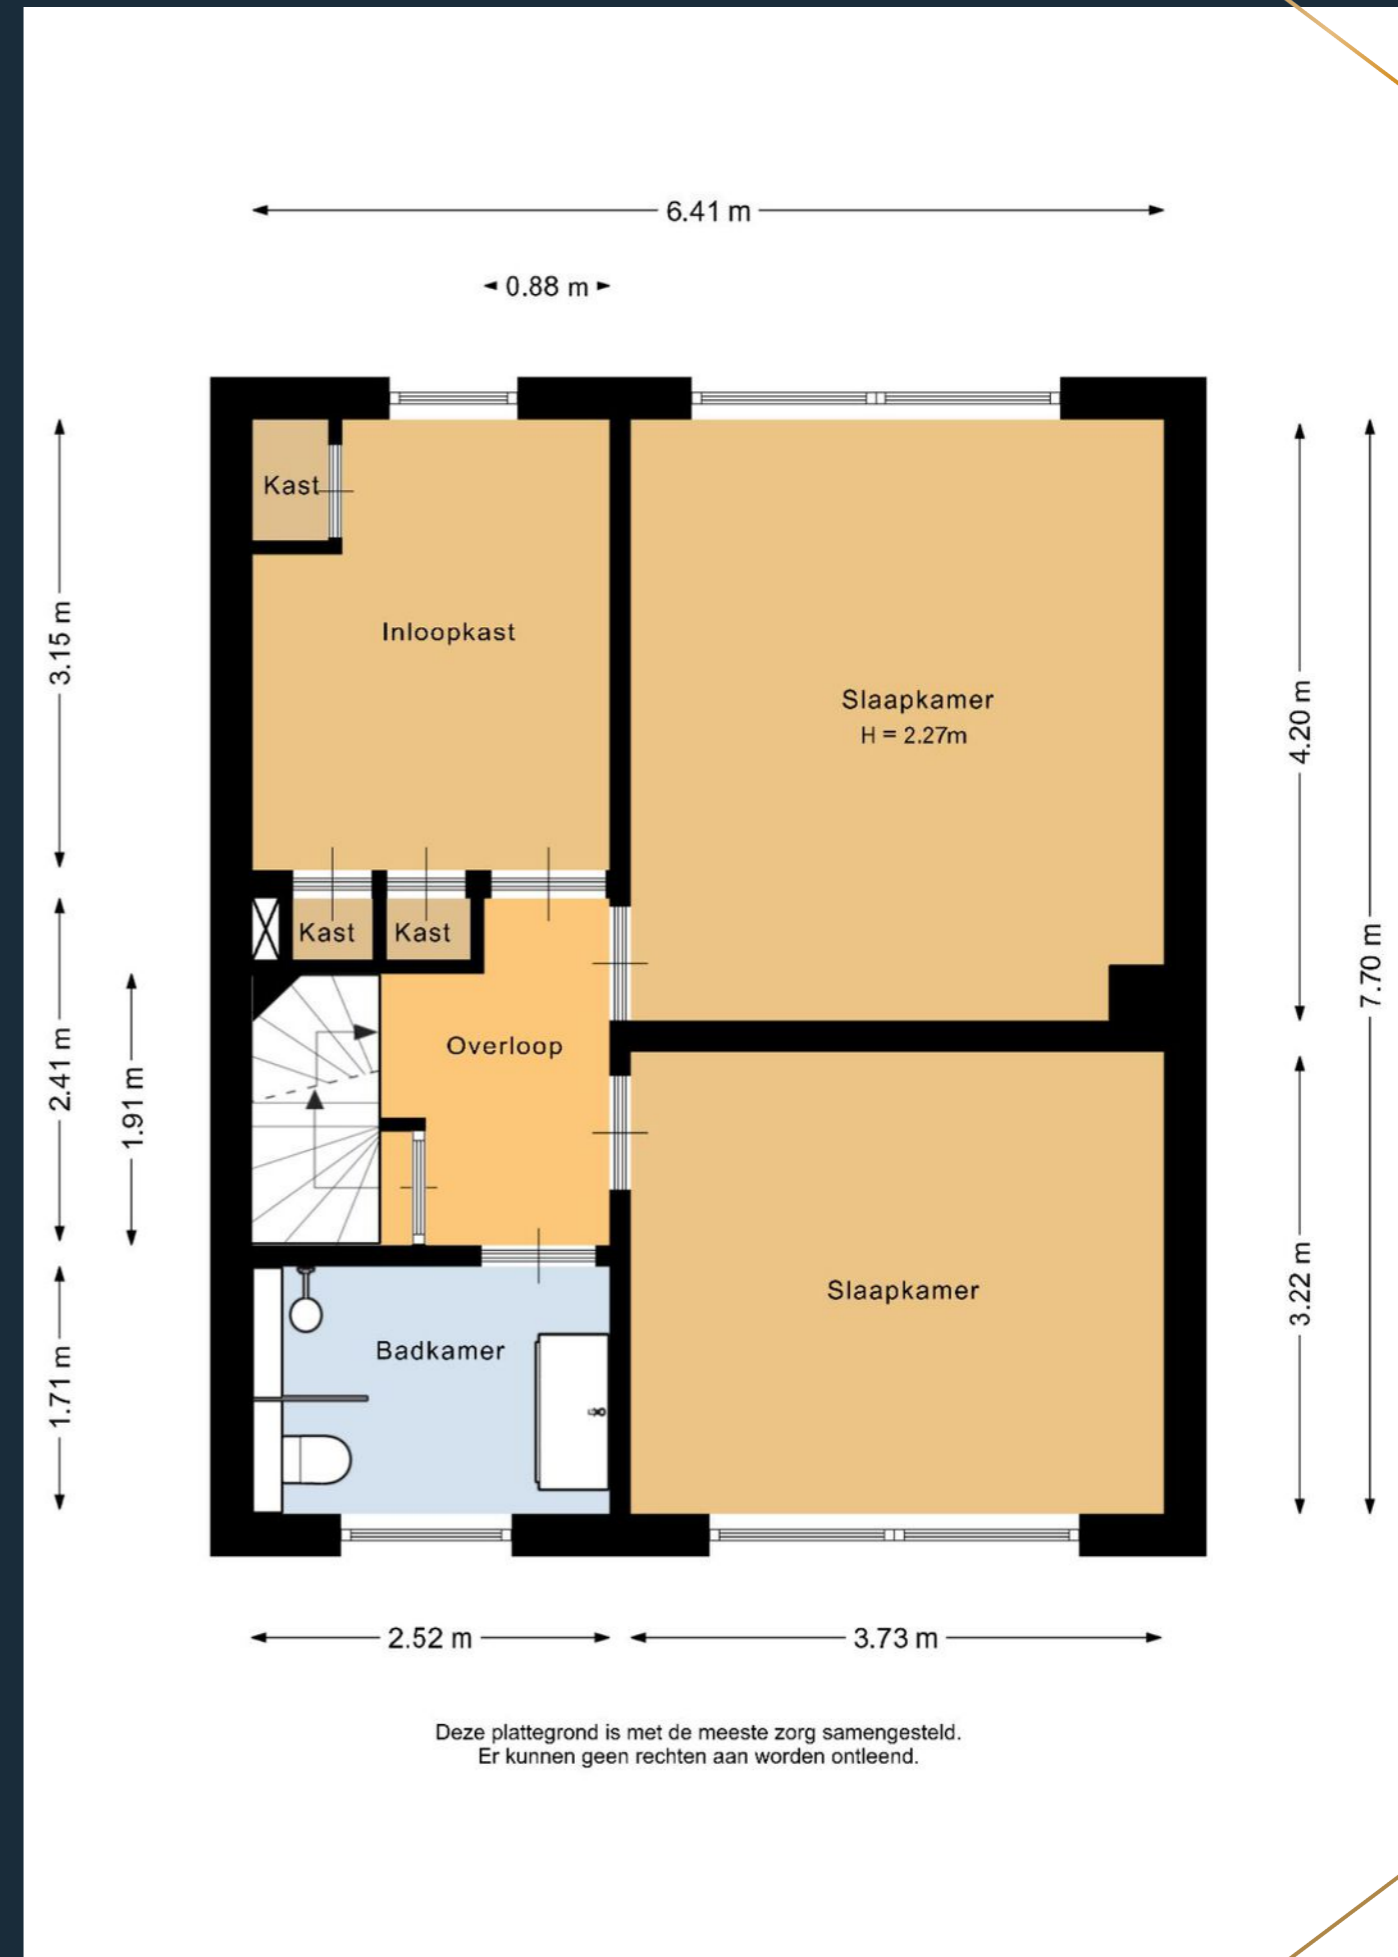 6.41 m
0.88 m
Kast
3.15 m
Inloopkast
Slaapkamer
H = 2.27m
4.20 m
7.70 m
Kast
Kast
Overloop
2.41 m
1.91 m
Slaapkamer
3.22 m
Badkamer
1.71 m
2.52 m
3.73 m
Deze plattegrond is met de meeste zorg samengesteld.
Er kunnen geen rechten aan worden ontleend.